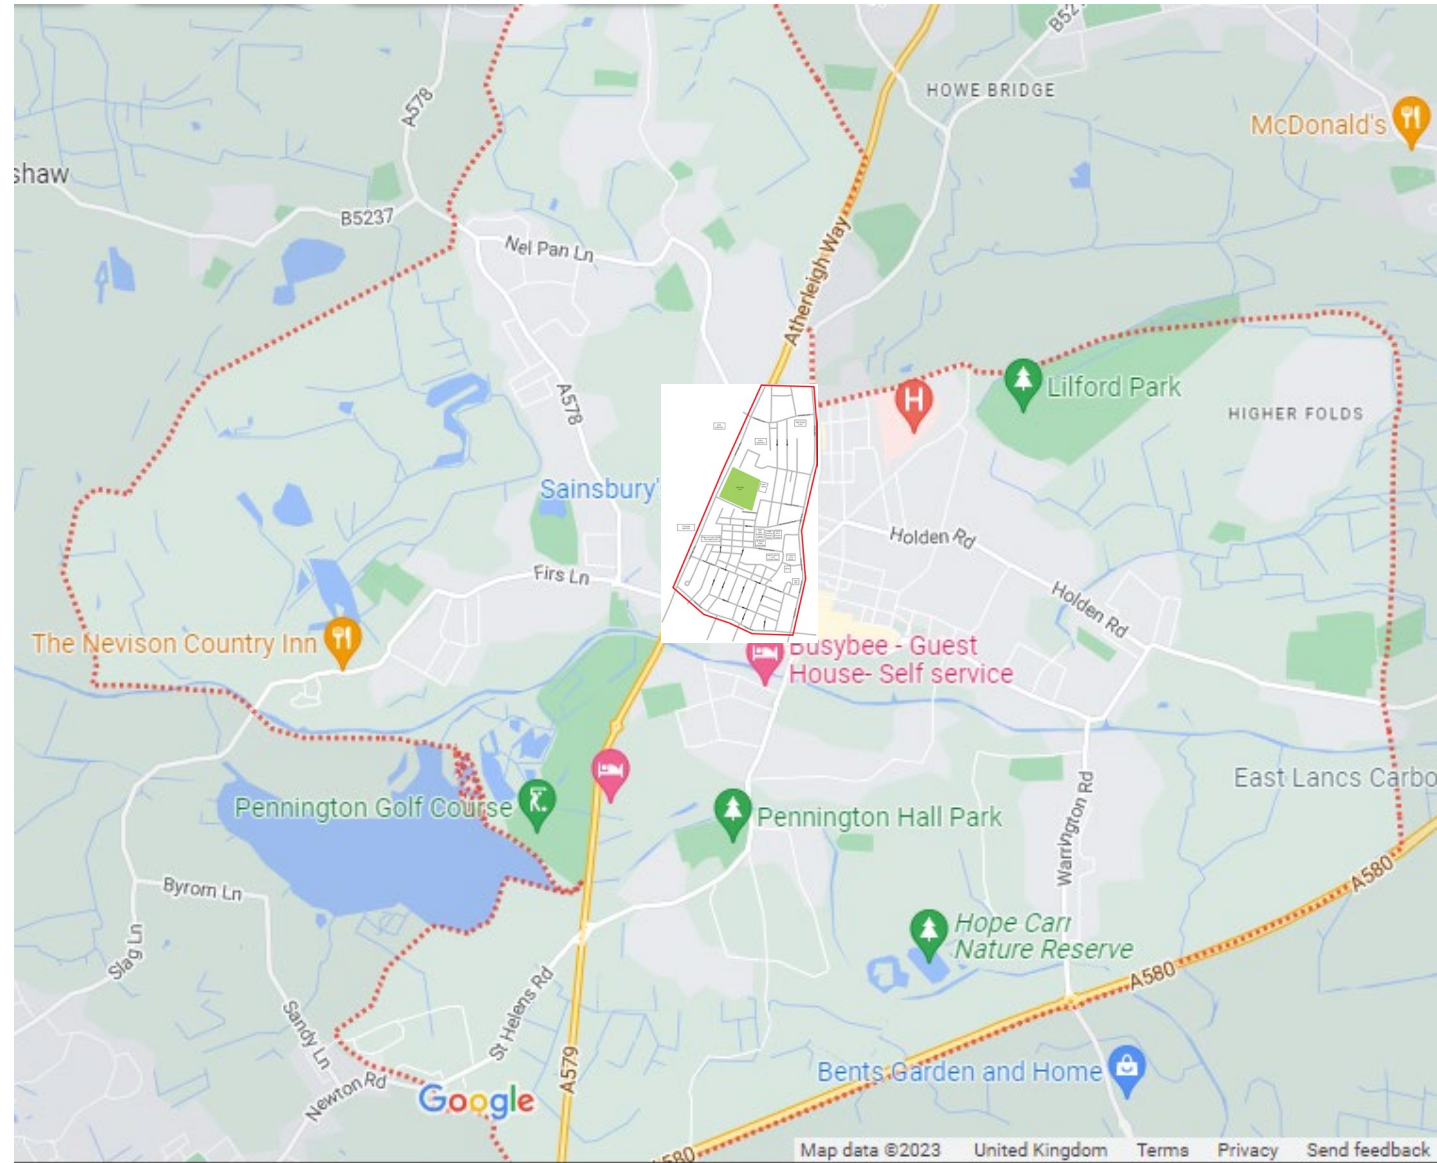 B52
A578
HOWE BRIDGE
McDonald's
shaw
B5237
Nel Pan Ln
Atherleigh Way
A578
Lilford Park
H
HIGHER FOLDS
Sainsbury'
Holden Rd
Firs Ln
Holden Rd
The Nevison Country Inn
Busybee - Guest
House- Self service
East Lancs Carbo
Pennington Golf Course
Pennington Hall Park
Warrington Rd
A580
Byrom Ln
Hope Carr
Nature Reserve
Slag Ln
A580
St Helens Rd
Sandy Ln
A579
Bents Garden and Home
Newton Rd
Google
A580
Map data ©2023 United Kingdom Terms Privacy Send feedback